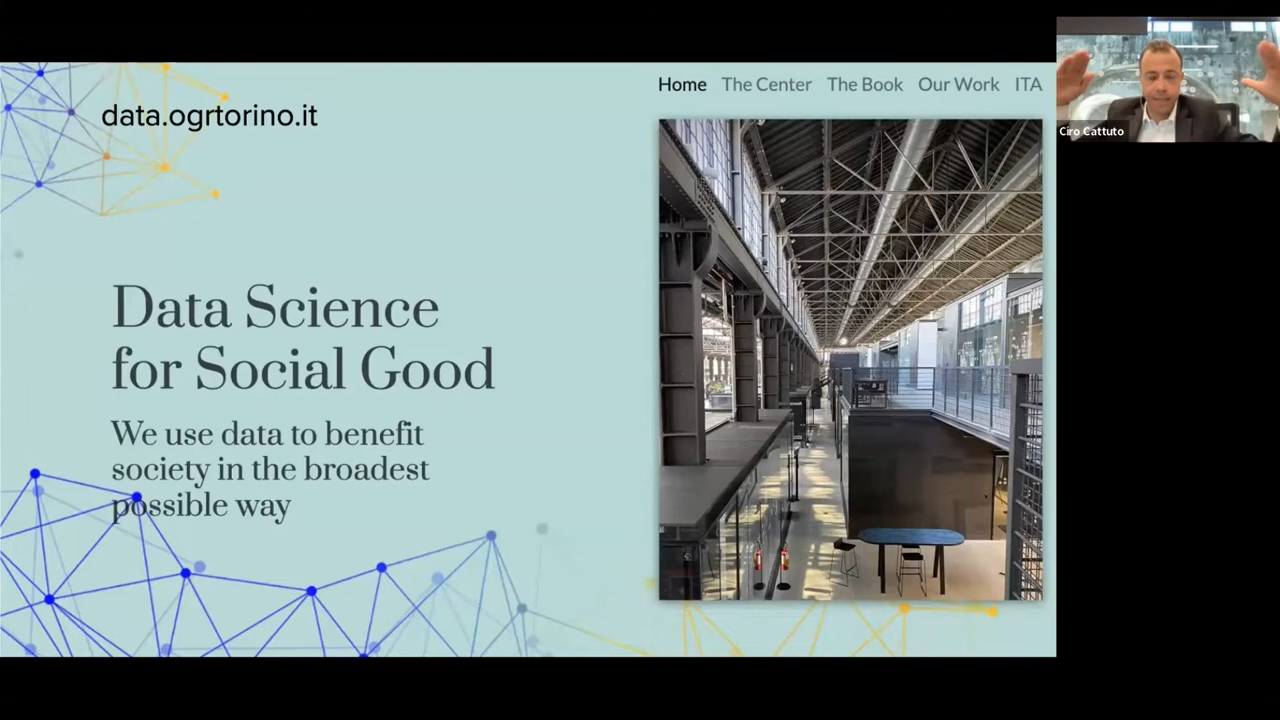 data.ogrtorino.it
Home The Center The Book Our Work ITA
Data Science
for Social Good
We use data to benefit
society in the broadest
possible way
Ciro Cattuto